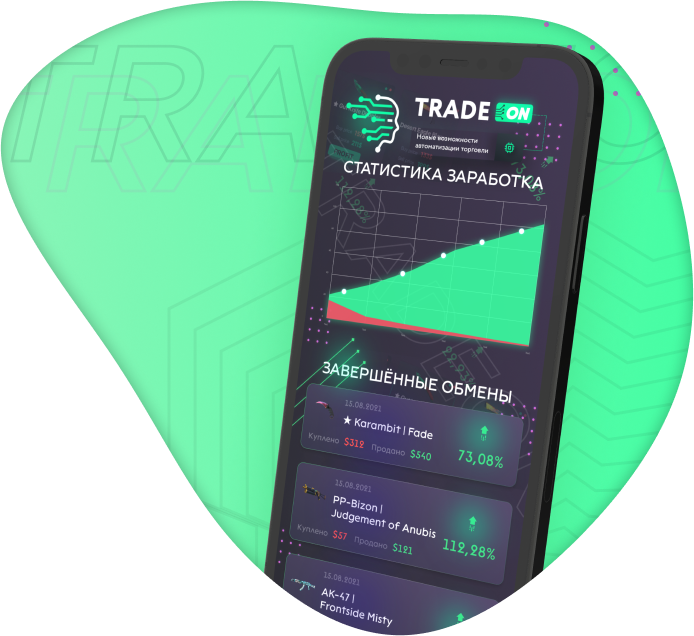 TRADE ON
Новые возможности
автоматизации торговли
СТАТИСТИКА ЗАРАБОТКА
ЗАВЕРШЁННЫЕ ОБМЕНЫ
13.08.2021
★ Karambit | Fade
Куплено $312 Продано $540
73,08%
13.08.2021
PP-Bizon |
Judgement of Anubis
Куплено $57 Продано $121
112,28%
13.08.2021
AK-47 |
Frontside Misty